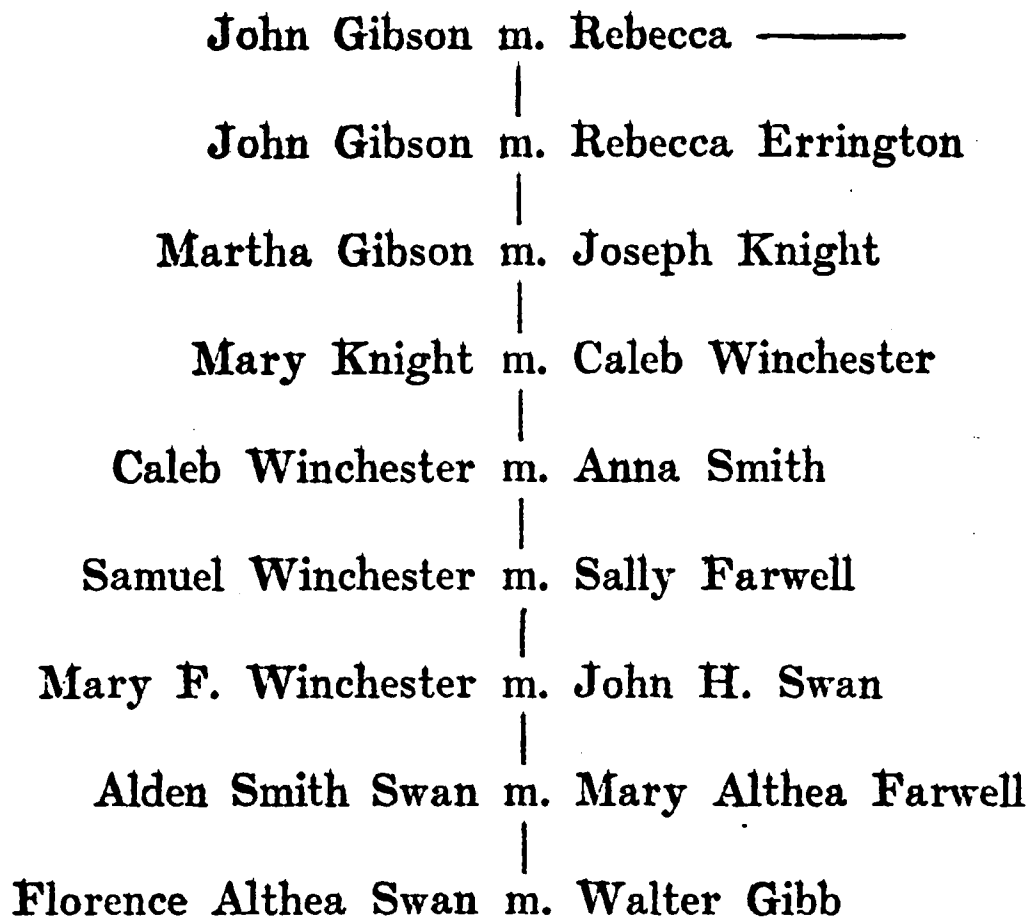 John Gibson m. Rebecca ———
John Gibson m. Rebecca Errington
Martha Gibson m. Joseph Knight
Mary Knight m. Caleb Winchester
Caleb Winchester m. Anna Smith
Samuel Winchester m. Sally Farwell
Mary F. Winchester m. John H. Swan
Alden Smith Swan m. Mary Althea Farwell
Florence Althea Swan m. Walter Gibb